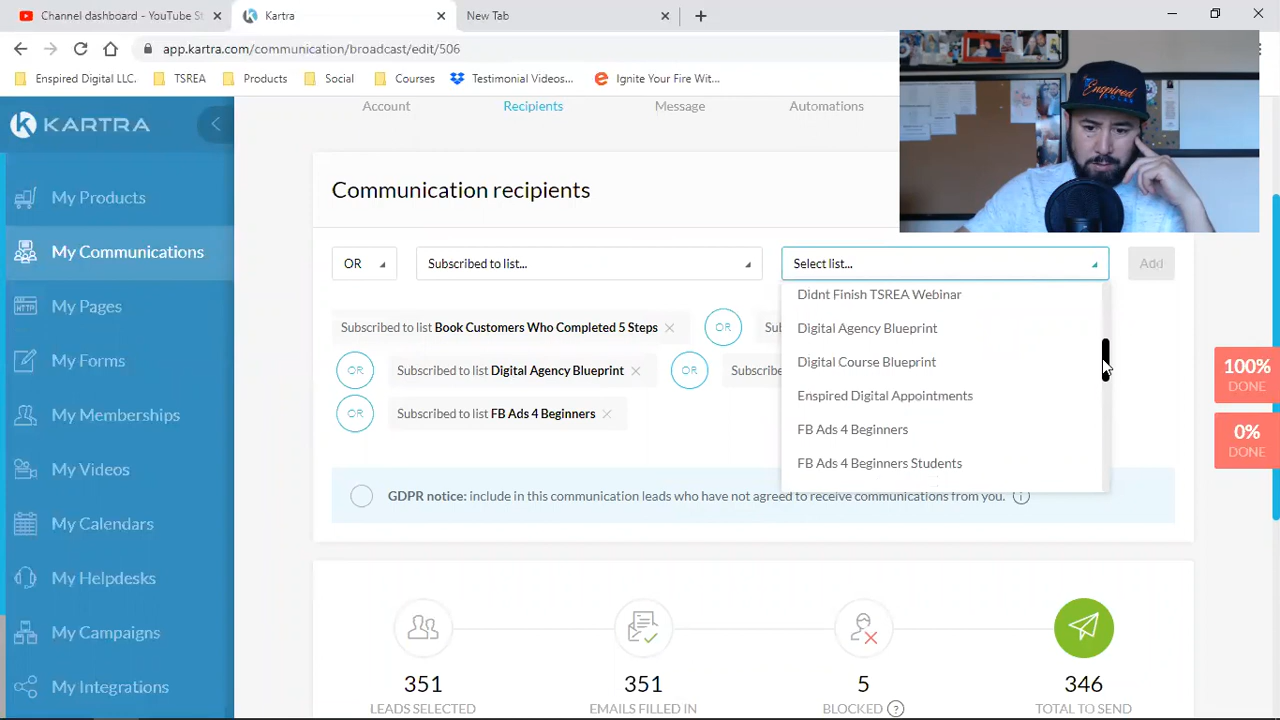 Channel dashboard - YouTube St
Kartra
New Tab
app.kartra.com/communication/broadcast/edit/506
Enspired Digital LLC.
TSREA
Products
Social
Courses
Testimonial Videos...
Ignite Your Fire Wit...
KARTRA
Account
Recipients
Message
Automations
My Products
My Communications
My Pages
My Forms
My Memberships
My Videos
My Calendars
My Helpdesks
My Campaigns
My Integrations
Communication recipients
OR
Subscribed to list...
Select list...
Add
Didnt Finish TSREA Webinar
Digital Agency Blueprint
Digital Course Blueprint
Enspired Digital Appointments
FB Ads 4 Beginners
FB Ads 4 Beginners Students
Subscribed to list Book Customers Who Completed 5 Steps
OR
Sub
OR
Subscribed to list Digital Agency Blueprint
OR
Subscribe
OR
Subscribed to list FB Ads 4 Beginners
GDPR notice: include in this communication leads who have not agreed to receive communications from you.
351
LEADS SELECTED
351
EMAILS FILLED IN
5
BLOCKED ?
346
TOTAL TO SEND
100%
DONE
0%
DONE
Enspired